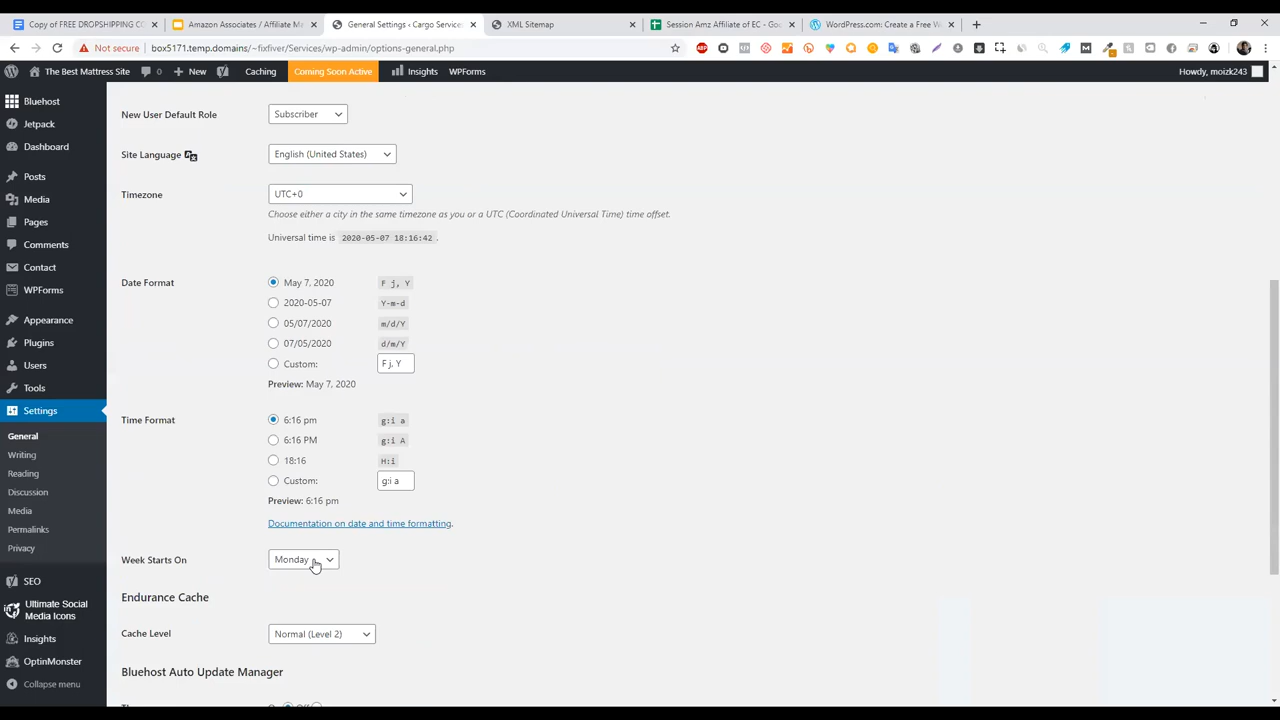 Copy of FREE DROPSHIPPING CO
Amazon Associates / Affiliate M
General Settings ‹ Cargo Services
XML Sitemap
Session Amz Affiliate of EC - Goo
WordPress.com: Create a Free W
Not secure
box5171.temp.domains/~fixfiver/Services/wp-admin/options-general.php
The Best Mattress Site
0
New
Caching
Coming Soon Active
Insights
WPForms
Howdy, moizk243
Bluehost
Jetpack
Dashboard
Posts
Media
Pages
Comments
Contact
WPForms
Appearance
Plugins
Users
Tools
Settings
General
Writing
Reading
Discussion
Media
Permalinks
Privacy
SEO
Ultimate Social
Media Icons
Insights
OptinMonster
Collapse menu
New User Default Role
Subscriber
Site Language
English (United States)
Timezone
UTC+0
Choose either a city in the same timezone as you or a UTC (Coordinated Universal Time) time offset.
Universal time is 2020-05-07 18:16:42 .
Date Format
May 7, 2020 F j, Y
2020-05-07 Y-m-d
05/07/2020 m/d/Y
07/05/2020 d/m/Y
Custom: F j, Y
Preview: May 7, 2020
Time Format
6:16 pm g:i a
6:16 PM g:i A
18:16 H:i
Custom: g:i a
Preview: 6:16 pm
Documentation on date and time formatting.
Week Starts On
Monday
Endurance Cache
Cache Level
Normal (Level 2)
Bluehost Auto Update Manager